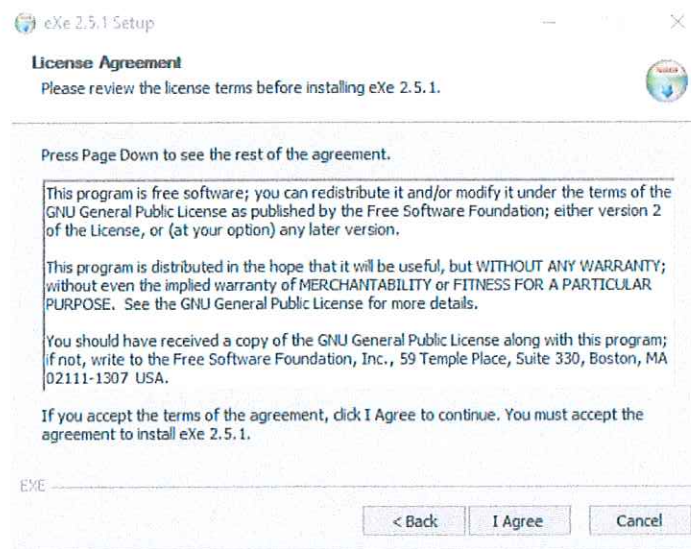 eXe 2.5.1 Setup
License Agreement
Please review the license terms before installing eXe 2.5.1.
Press Page Down to see the rest of the agreement.
This program is free software; you can redistribute it and/or modify it under the terms of the
GNU General Public License as published by the Free Software Foundation; either version 2
of the License, or (at your option) any later version.
This program is distributed in the hope that it will be useful, but WITHOUT ANY WARRANTY;
without even the implied warranty of MERCHANTABILITY or FITNESS FOR A PARTICULAR
PURPOSE.  See the GNU General Public License for more details.
You should have received a copy of the GNU General Public License along with this program;
if not, write to the Free Software Foundation, Inc., 59 Temple Place, Suite 330, Boston, MA
02111-1307 USA.
If you accept the terms of the agreement, click I Agree to continue. You must accept the
agreement to install eXe 2.5.1.
EXE
< Back
I Agree
Cancel